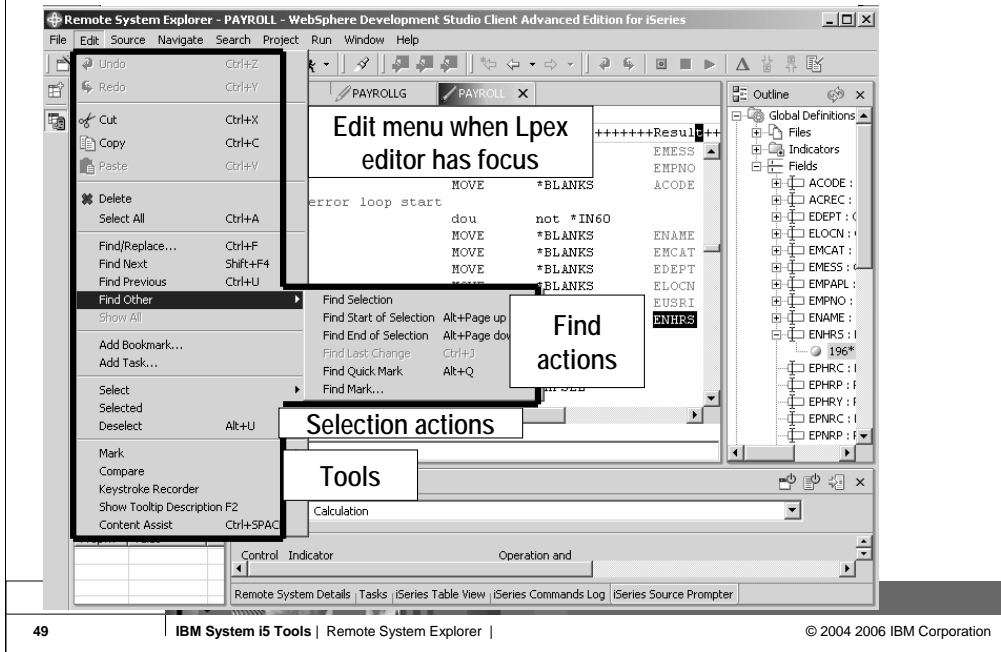 Remote System Explorer - PAYROLL - WebSphere Development Studio Client Advanced Edition for iSeries
File Edit Source Navigate Search Project Run Window Help
Undo Ctrl+Z
Redo Ctrl+Y
Cut Ctrl+X
Copy Ctrl+C
Paste Ctrl+V
Delete
Select All Ctrl+A
Find/Replace... Ctrl+F
Find Next Shift+F4
Find Previous Ctrl+U
Find Other
Show All
Add Bookmark...
Add Task...
Select
Selected
Deselect Alt+U
Mark
Compare
Keystroke Recorder
Show Tooltip Description F2
Content Assist Ctrl+SPAC
Find Selection
Find Start of Selection Alt+Page up
Find End of Selection Alt+Page dow
Find Last Change Ctrl+J
Find Quick Mark Alt+Q
Find Mark...
PAYROLLG PAYROLL
Edit menu when Lpex
editor has focus
+++++++Result++
EMESS
EMPNO
MOVE *BLANKS ACODE
error loop start
dou not *IN60
MOVE *BLANKS ENAME
MOVE *BLANKS EMCAT
MOVE *BLANKS EDEPT
MOVE *BLANKS ELOCN
EUSRI
ENHRS
Find
actions
Selection actions
Tools
Outline
Global Definitions
Files
Indicators
Fields
ACODE :
ACREC :
EDEPT : (
ELOCN :
EMCAT :
EMESS :
EMPAPL :
EMPNO :
ENAME :
ENHRS :
196*
EPHRC :
EPHRP :
EPHRY :
EPNRC :
EPNRP :
Calculation
Control Indicator Operation and
Remote System Details Tasks iSeries Table View iSeries Commands Log iSeries Source Prompter
49 IBM System i5 Tools | Remote System Explorer | © 2004 2006 IBM Corporation